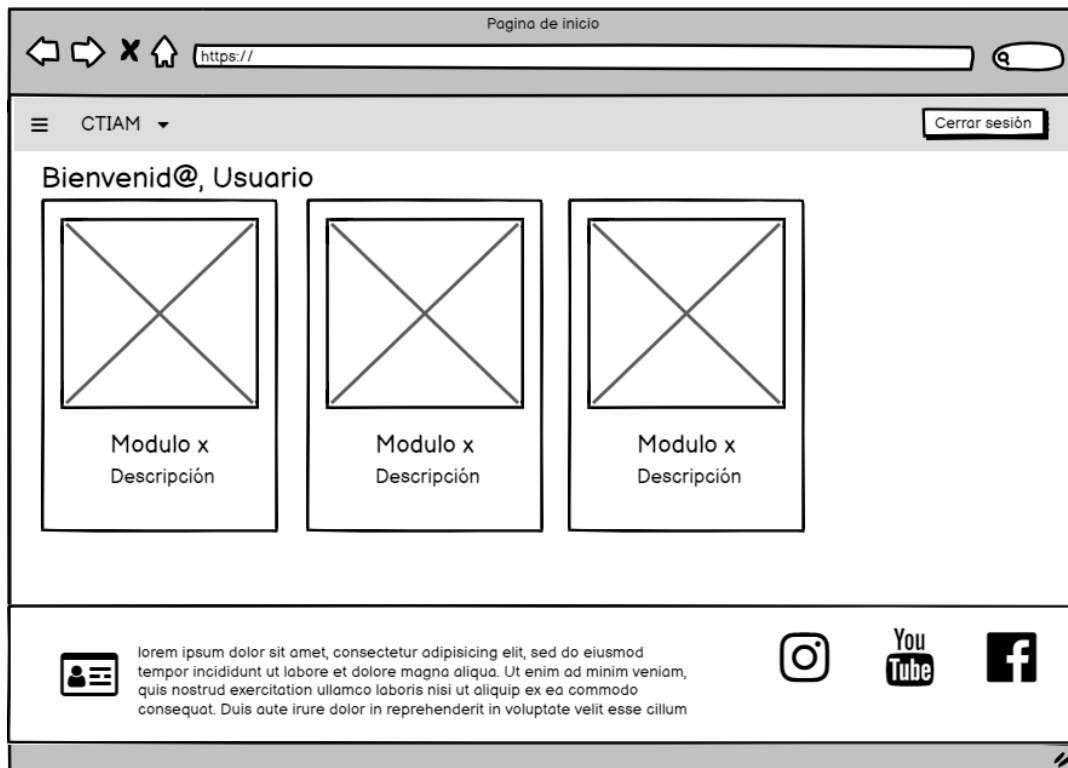 Pagina de inicio
https://
CTIAM
Cerrar sesión
Bienvenid@, Usuario
Modulo x
Descripción
Modulo x
Descripción
Modulo x
Descripción
lorem ipsum dolor sit amet, consectetur adipisicing elit, sed do eiusmod
tempor incididunt ut labore et dolore magna aliqua. Ut enim ad minim veniam,
quis nostrud exercitation ullamco laboris nisi ut aliquip ex ea commodo
consequat. Duis aute irure dolor in reprehenderit in voluptate velit esse cillum
You
Tube